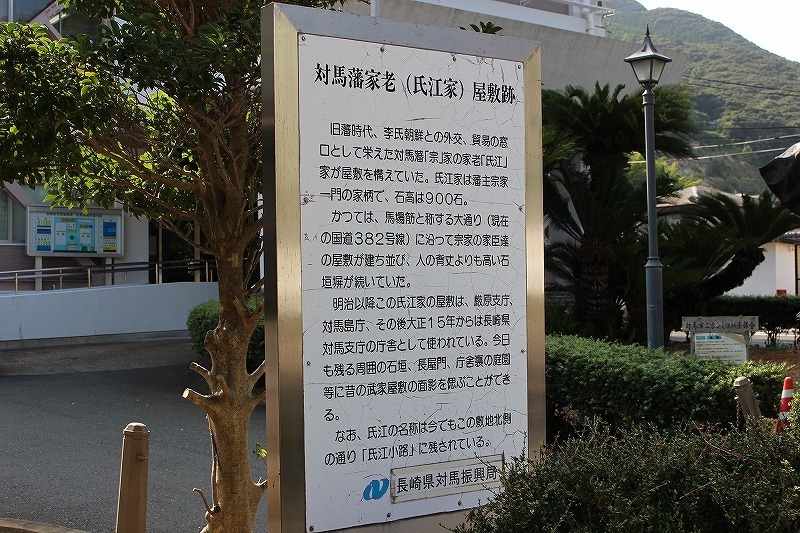 対馬藩家老（氏江家）屋敷跡
旧藩時代、李氏朝鮮との外交、貿易の窓
口として栄えた対馬藩「宗」家の家老「氏江」
家が屋敷を構えていた。氏江家は藩主宗家
一門の家柄で、石高は９００石。
かつては、馬場筋と称する大通り（現在
の国道３８２号線）に沿って宗家の家臣達
の屋敷が建ち並び、人の背丈よりも高い石
垣塀が続いていた。
明治以降この氏江家の屋敷は、厳原支庁、
対馬島庁、その後大正１５年からは長崎県
対馬支庁の庁舎として使われている。今日
も残る周囲の石垣、長屋門、庁舎裏の庭園
等に昔の武家屋敷の面影を偲ぶことができ
る。
なお、氏江の名称は今でもこの敷地北側
の通り「氏江小路」に残されている。
長崎県対馬振興局